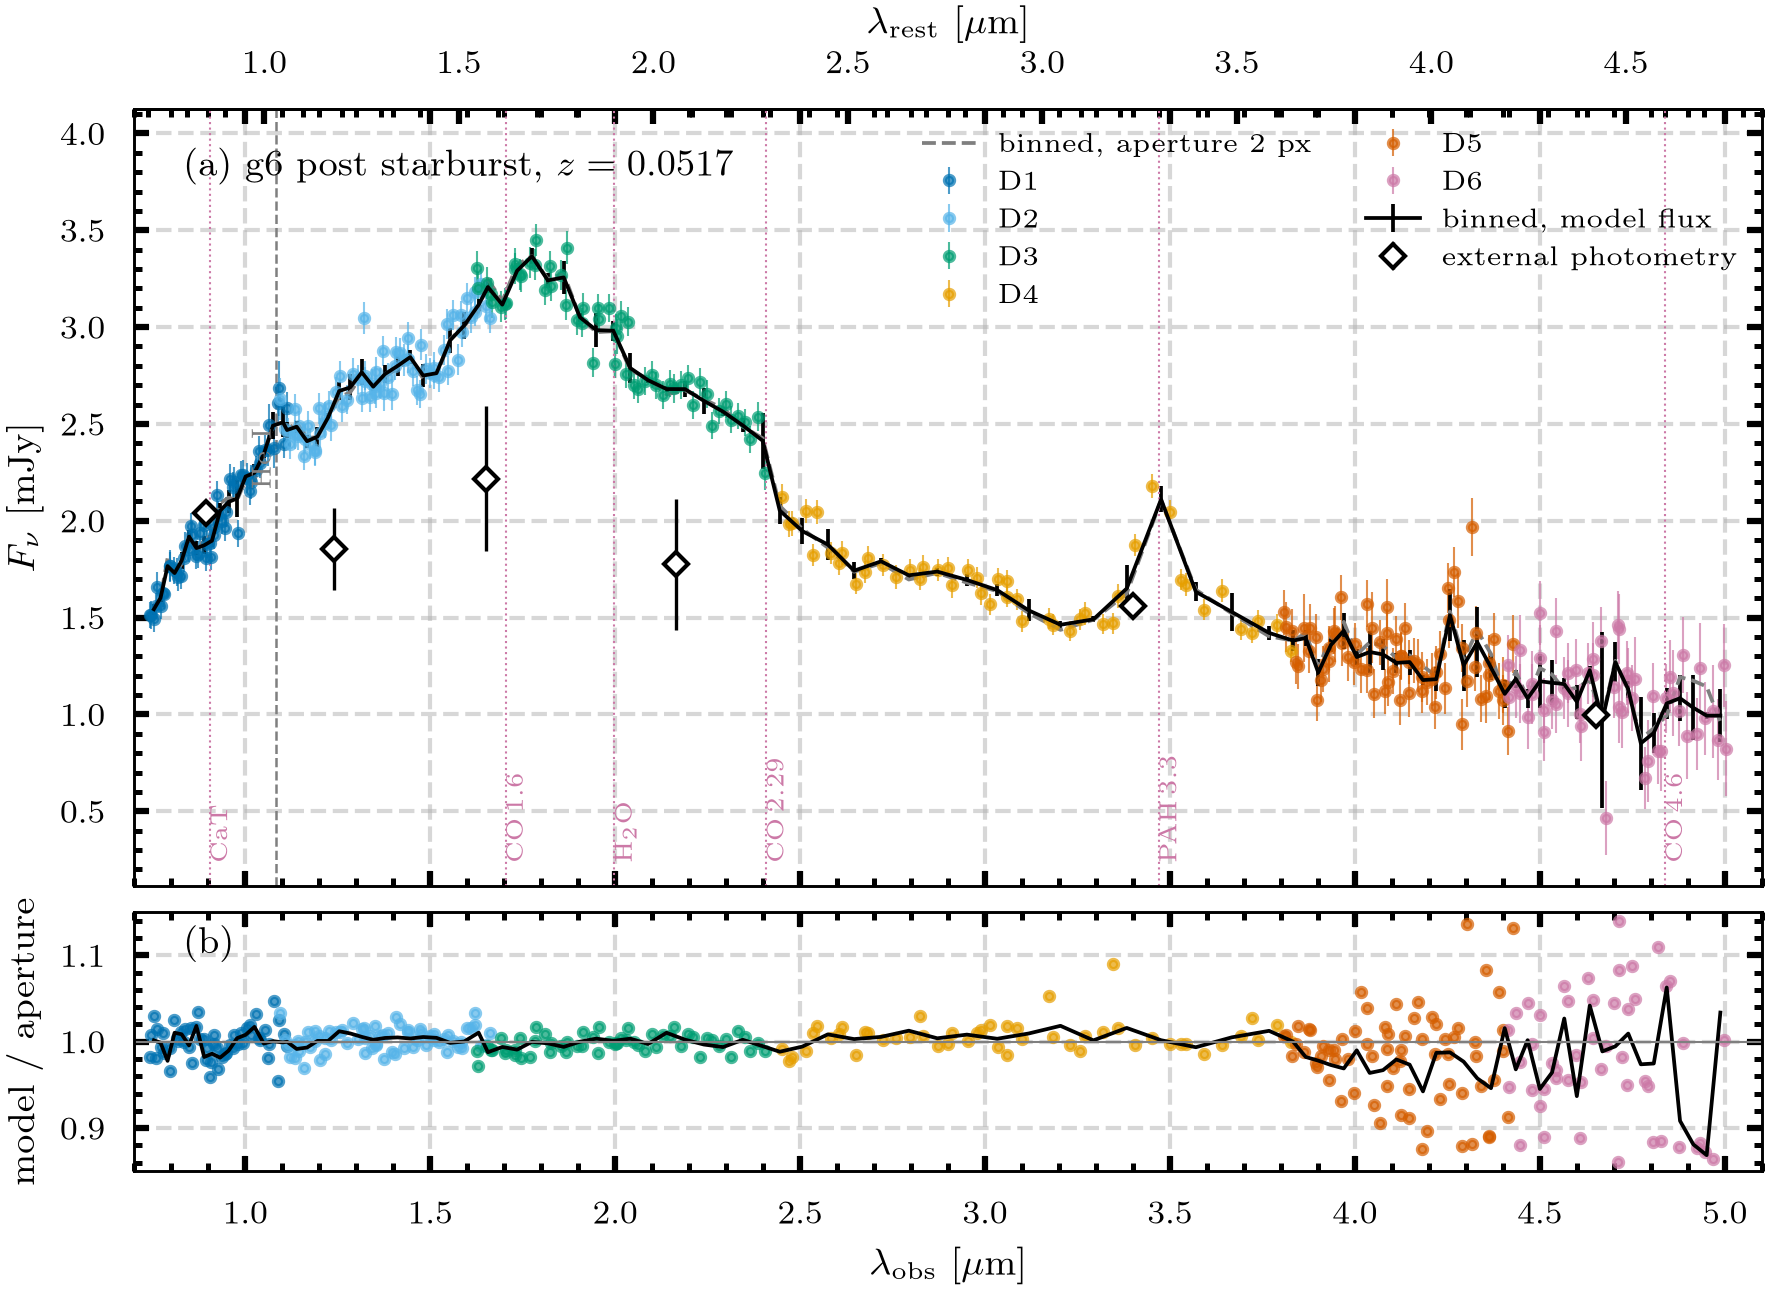 λrest [μm]
1.0 1.5 2.0 2.5 3.0 3.5 4.0 4.5
(a) g6 post starburst, z = 0.0517
binned, aperture 2 px
D1
D2
D3
D4
D5
D6
binned, model flux
external photometry
Fν [mJy]
4.0
3.5
3.0
2.5
2.0
1.5
1.0
0.5
CaT
CO 1.6
H2O
CO 2.29
PAH 3.3
CO 4.6
(b)
model / aperture
1.1
1.0
0.9
1.0 1.5 2.0 2.5 3.0 3.5 4.0 4.5 5.0
λobs [μm]